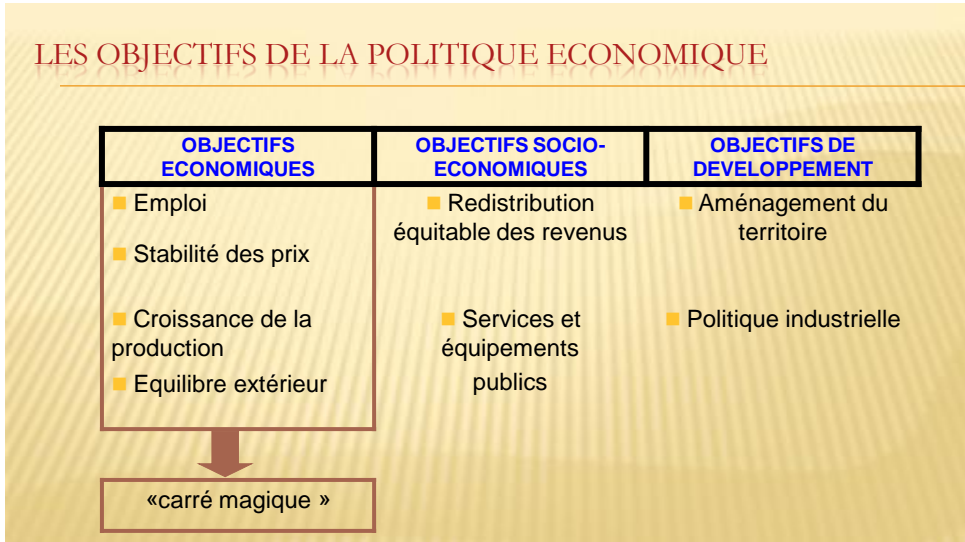 LES OBJECTIFS DE LA POLITIQUE ECONOMIQUE
OBJECTIFS
ECONOMIQUES
OBJECTIFS SOCIO-
ECONOMIQUES
OBJECTIFS DE
DEVELOPPEMENT
Emploi
Stabilité des prix
Croissance de la
production
Equilibre extérieur
Redistribution
équitable des revenus
Services et
équipements
publics
Aménagement du
territoire
Politique industrielle
«carré magique »